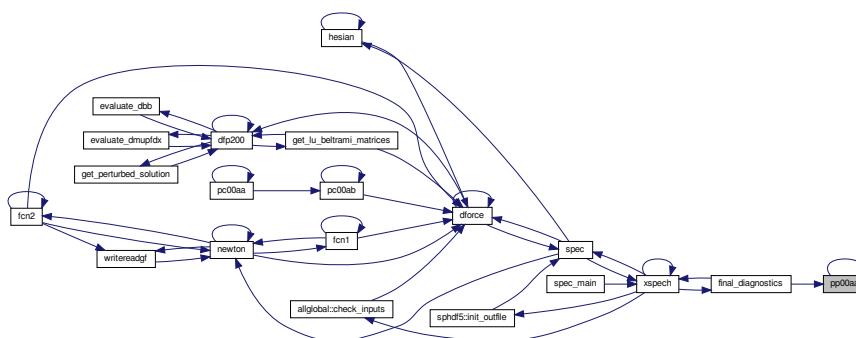 hesian
evaluate_dbb
evaluate_dmupfdx
dfp200
get_lu_beltrami_matrices
get_perturbed_solution
pc00aa
pc00ab
fcn2
dforce
fcn1
newton
spec
writereadgf
spec_main
xspech
final_diagnostics
pp00aa
allglobal::check_inputs
sphdf5::init_outfile